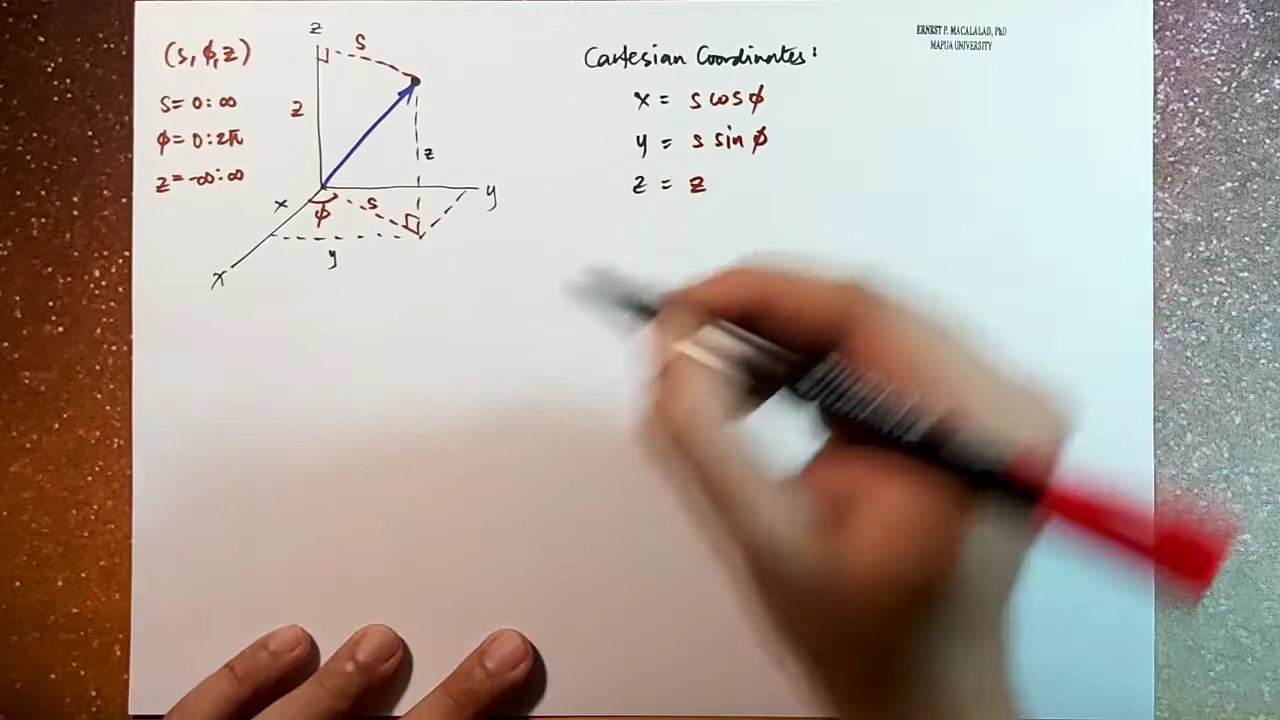 (s, ϕ, z)
s = 0 : ∞
ϕ = 0 : 2π
z = -∞ : ∞
z
s
z
z
y
x
ϕ
s
y
x
Cartesian Coordinates:
x = s cos ϕ
y = s sin ϕ
z = z
ERNEST P. MACALALAD, PhD
MAPUA UNIVERSITY